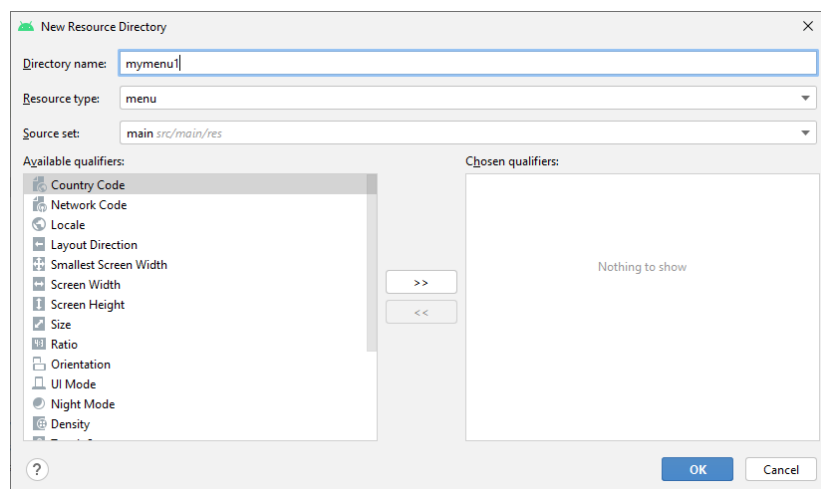 New Resource Directory
Directory name: mymenu1
Resource type: menu
Source set: main src/main/res
Available qualifiers:
Chosen qualifiers:
Country Code
Network Code
Locale
Layout Direction
Smallest Screen Width
Screen Width
Screen Height
Size
Ratio
Orientation
UI Mode
Night Mode
Density
>>
<<
Nothing to show
?
OK
Cancel